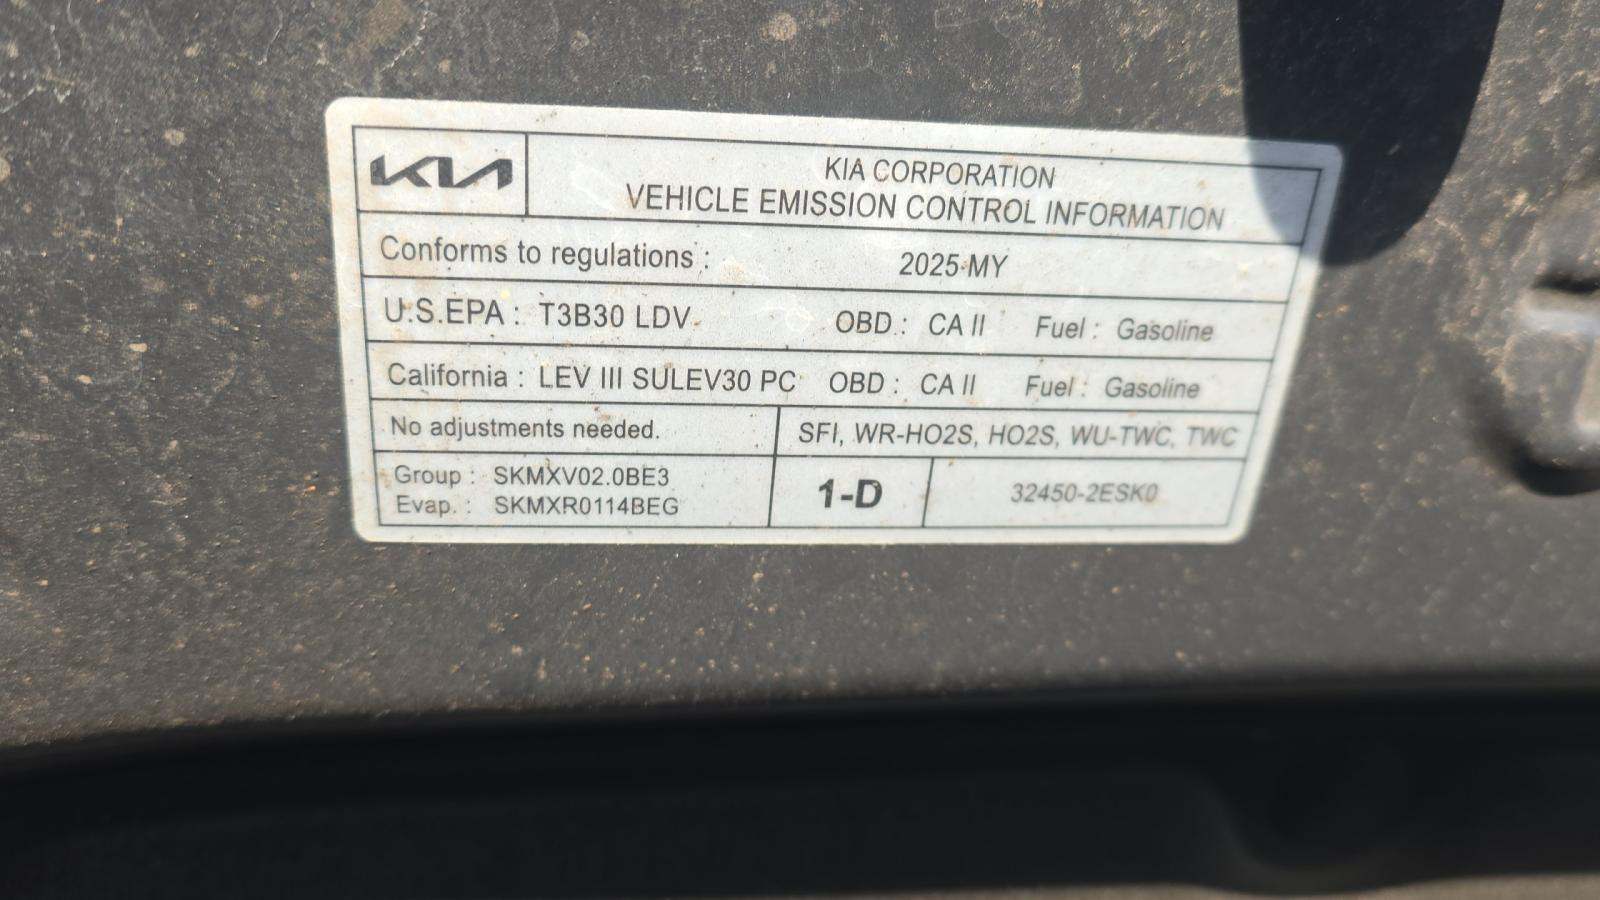 KIA
KIA CORPORATION
VEHICLE EMISSION CONTROL INFORMATION
Conforms to regulations : 2025 MY
U.S.EPA : T3B30 LDV OBD : CA II Fuel : Gasoline
California : LEV III SULEV30 PC OBD : CA II Fuel : Gasoline
No adjustments needed. SFI, WR-HO2S, HO2S, WU-TWC, TWC
Group : SKMXV02.0BE3
Evap. : SKMXR0114BEG
1-D 32450-2ESK0